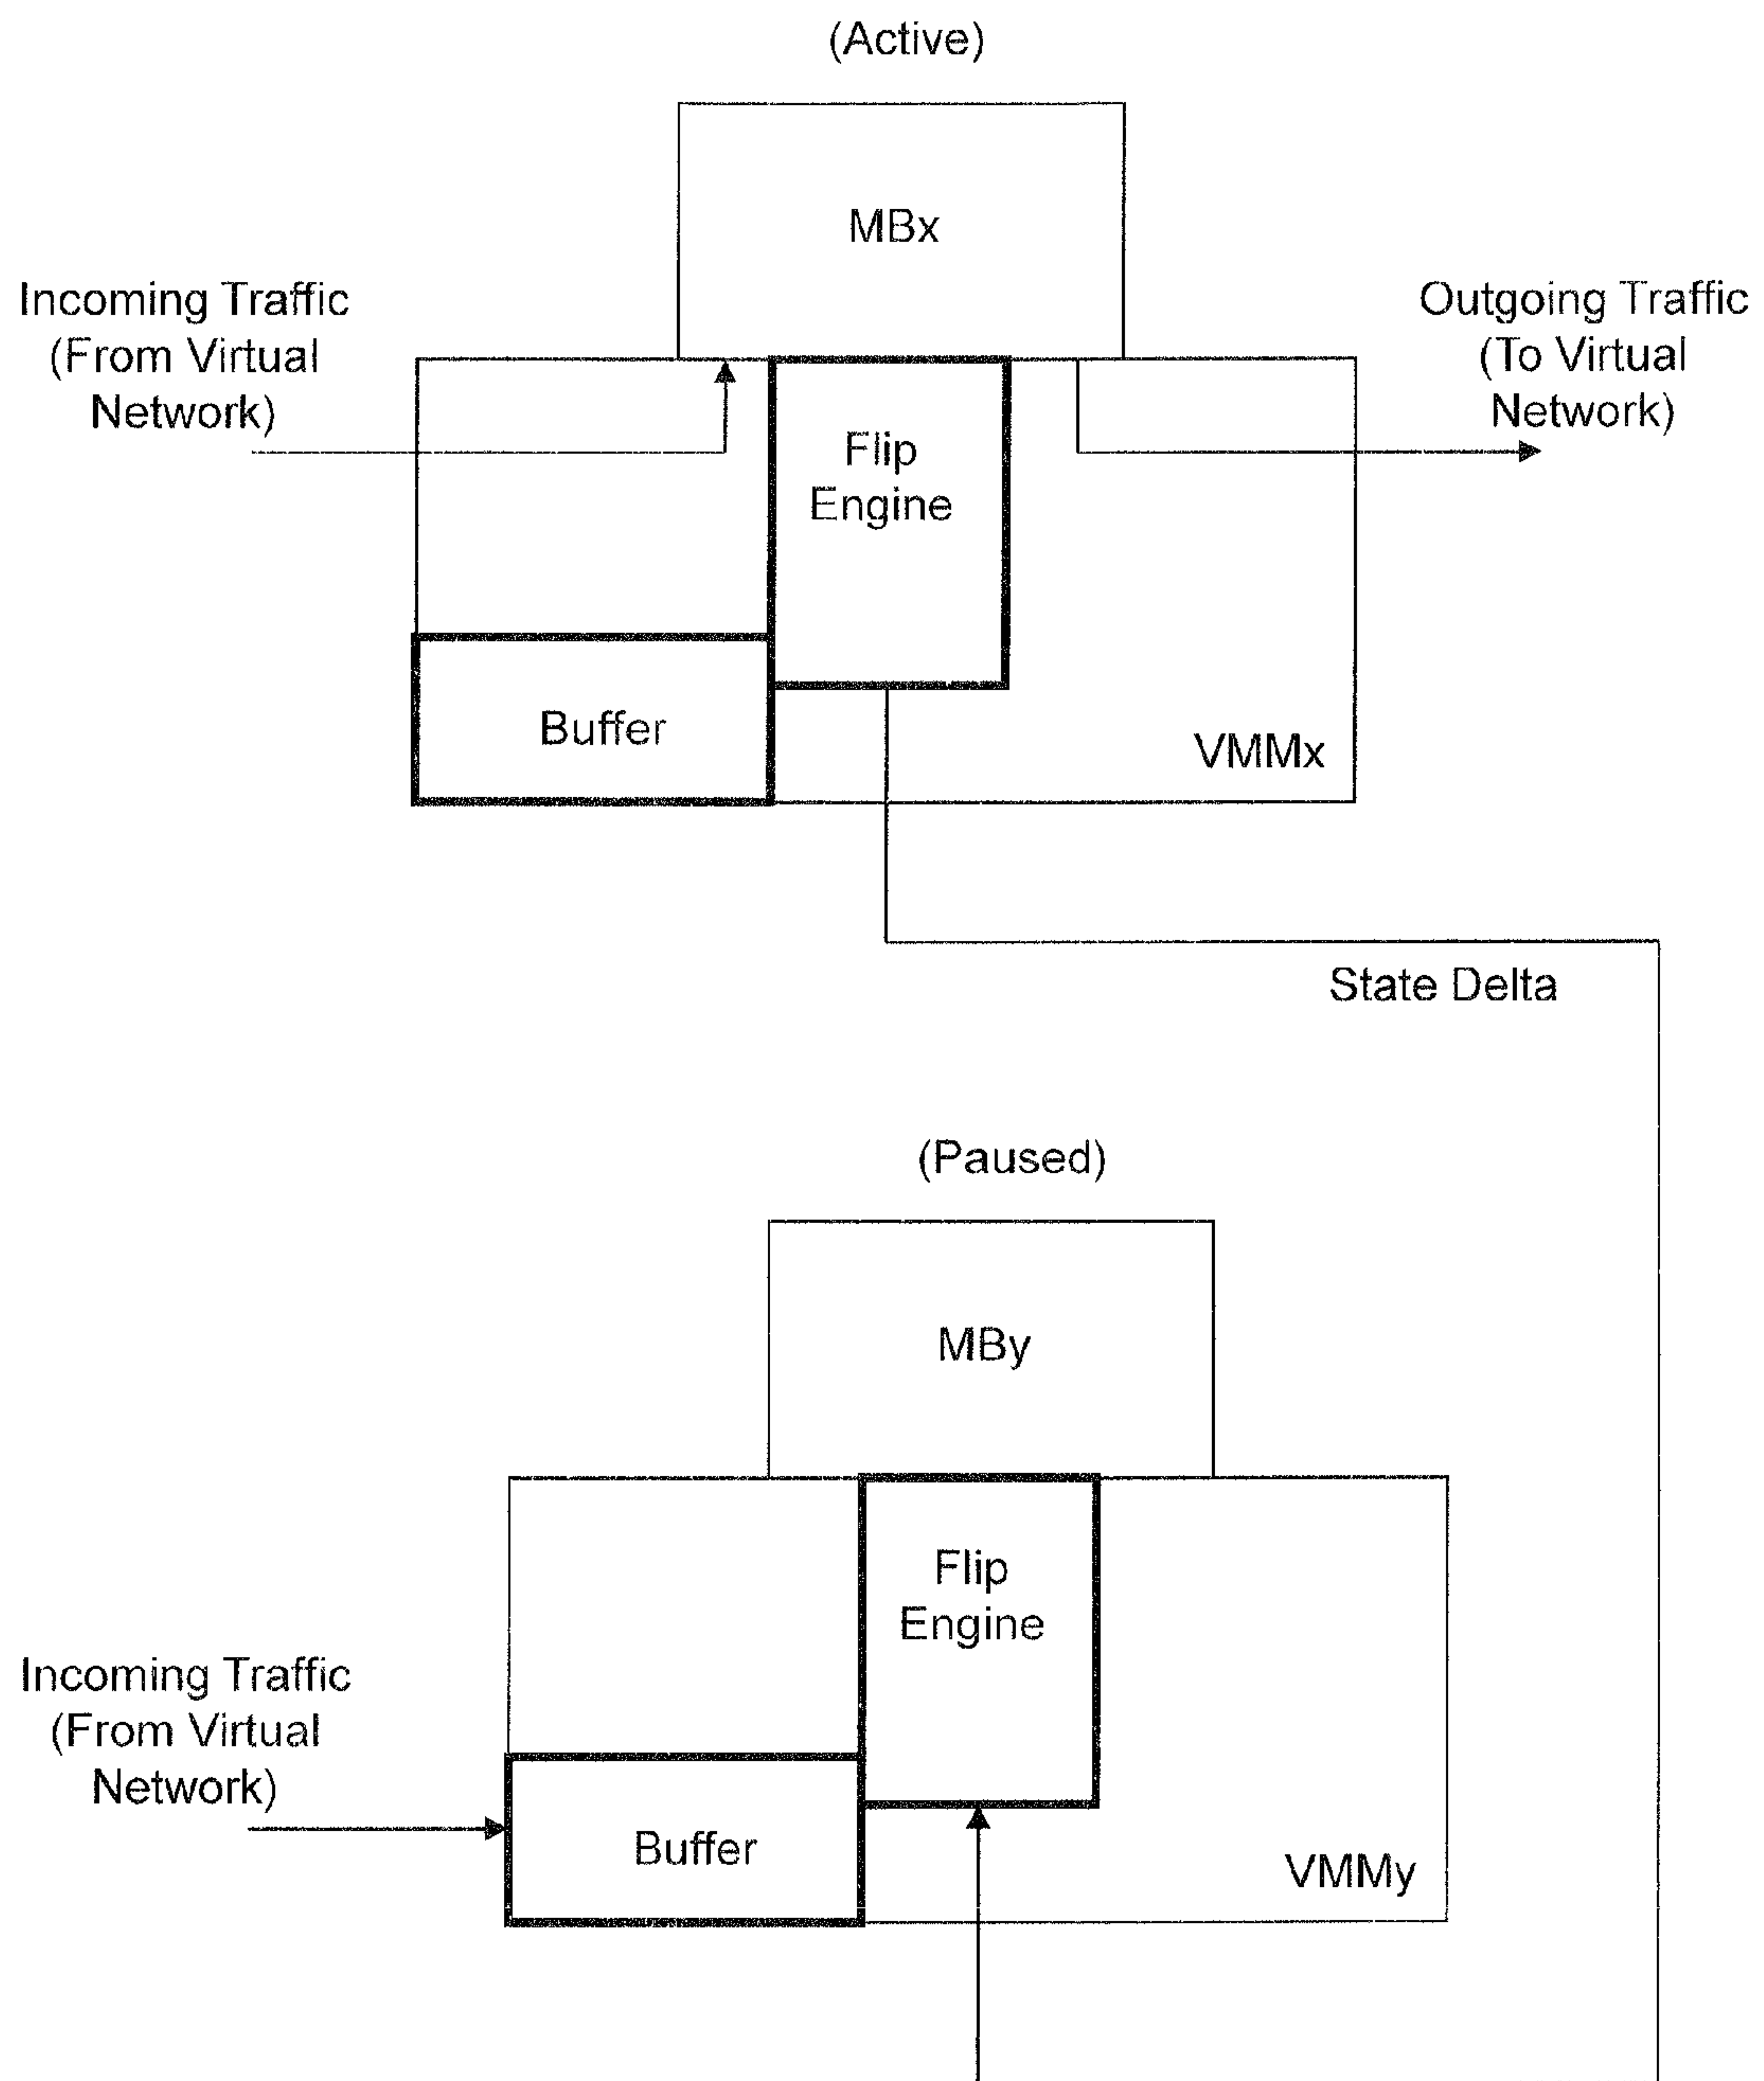 (Active)
MBx
Incoming Traffic
(From Virtual
Network)
Outgoing Traffic
(To Virtual
Network)
Flip
Engine
Buffer
VMMx
State Delta
(Paused)
MBy
Flip
Engine
Incoming Traffic
(From Virtual
Network)
Buffer
VMMy